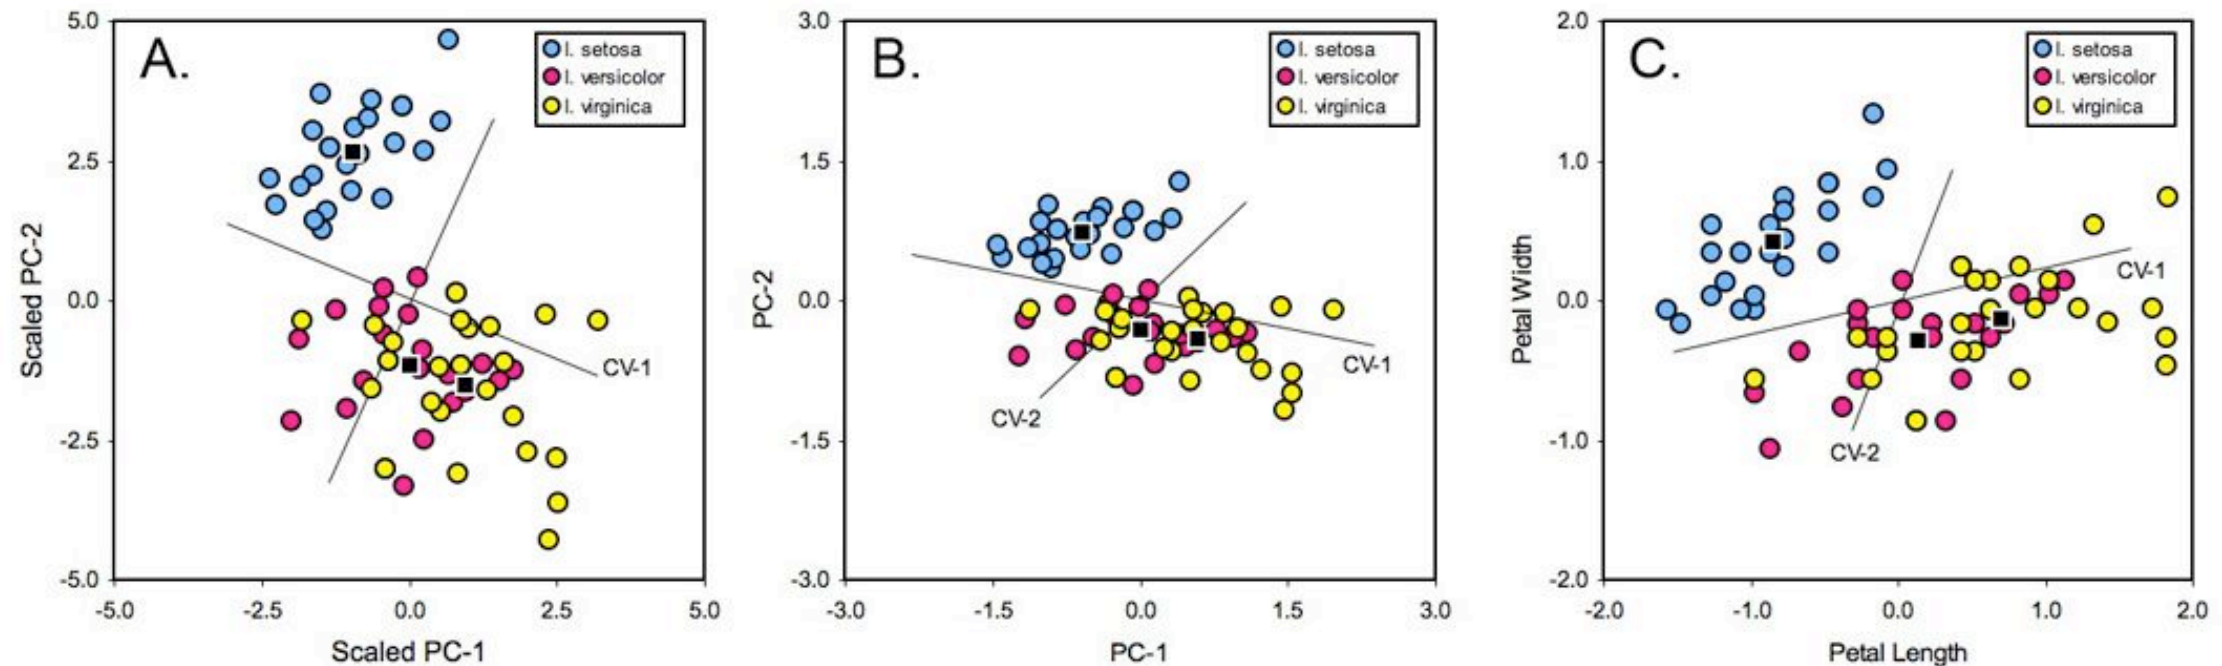 A.
I. setosa
I. versicolor
I. virginica
5.0
2.5
0.0
-2.5
-5.0
Scaled PC-2
CV-1
-5.0
-2.5
0.0
2.5
5.0
Scaled PC-1
B.
I. setosa
I. versicolor
I. virginica
3.0
1.5
0.0
-1.5
-3.0
PC-2
CV-1
CV-2
-3.0
-1.5
0.0
1.5
3.0
PC-1
C.
I. setosa
I. versicolor
I. virginica
2.0
1.0
0.0
-1.0
-2.0
Petal Width
CV-1
CV-2
-2.0
-1.0
0.0
1.0
2.0
Petal Length